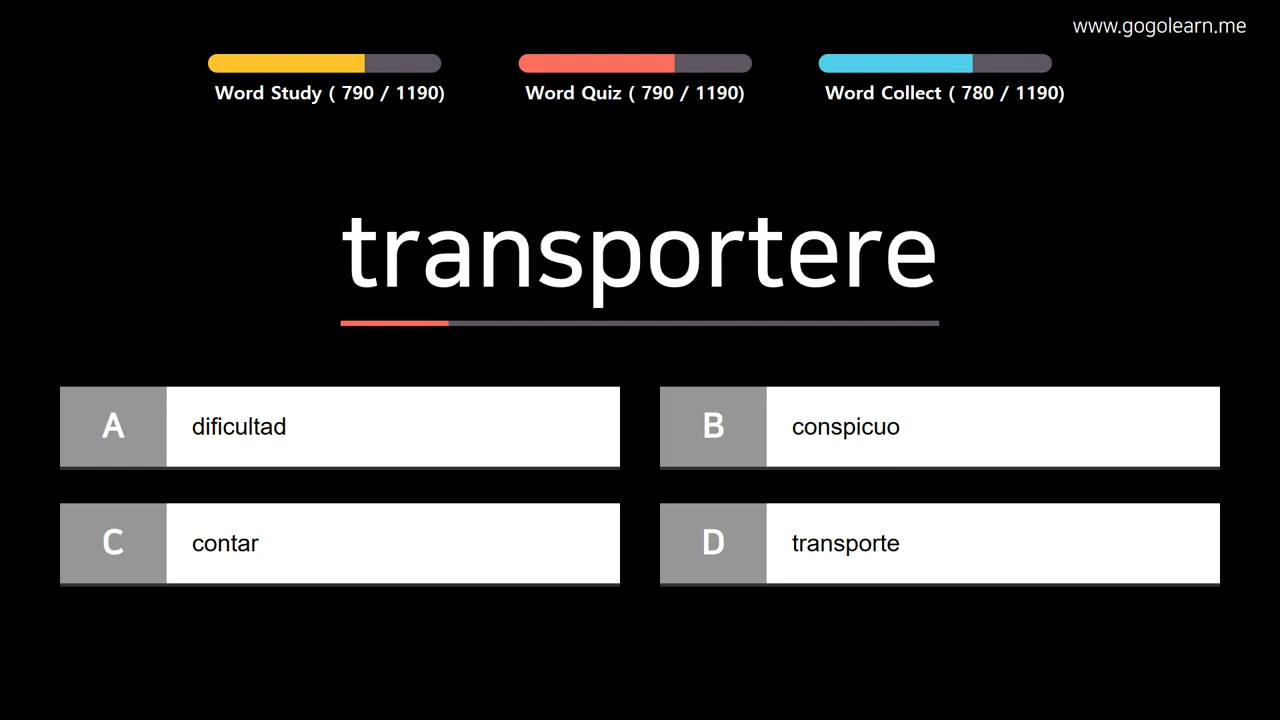 www.gogolearn.me
Word Study ( 790 / 1190)
Word Quiz ( 790 / 1190)
Word Collect ( 780 / 1190)
transportere
A dificultad
B conspicuo
C contar
D transporte